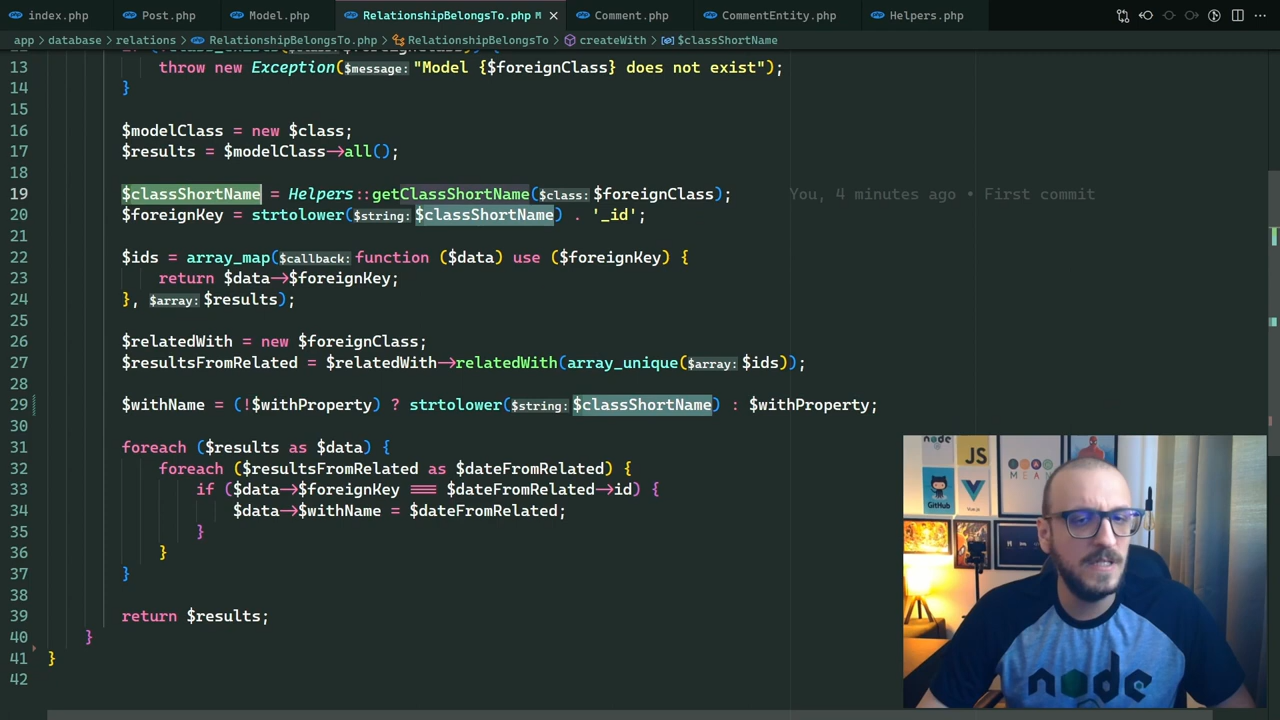 index.php Post.php Model.php RelationshipBelongsTo.php M Comment.php CommentEntity.php Helpers.php
app > database > relations > RelationshipBelongsTo.php > RelationshipBelongsTo > createWith > $classShortName
13 throw new Exception($message: "Model {$foreignClass} does not exist");
14 }
15
16 $modelClass = new $class;
17 $results = $modelClass->all();
18
19 $classShortName = Helpers::getClassShortName($class: $foreignClass); You, 4 minutes ago • First commit
20 $foreignKey = strtolower($string: $classShortName) . '_id';
21
22 $ids = array_map($callback: function ($data) use ($foreignKey) {
23 return $data->$foreignKey;
24 }, $array: $results);
25
26 $relatedWith = new $foreignClass;
27 $resultsFromRelated = $relatedWith->relatedWith(array_unique($array: $ids));
28
29 $withName = (!$withProperty) ? strtolower($string: $classShortName) : $withProperty;
30
31 foreach ($results as $data) {
32 foreach ($resultsFromRelated as $dateFromRelated) {
33 if ($data->$foreignKey === $dateFromRelated->id) {
34 $data->$withName = $dateFromRelated;
35 }
36 }
37 }
38
39 return $results;
40 }
41 }
42
node
JS
GitHub
MEAN
node